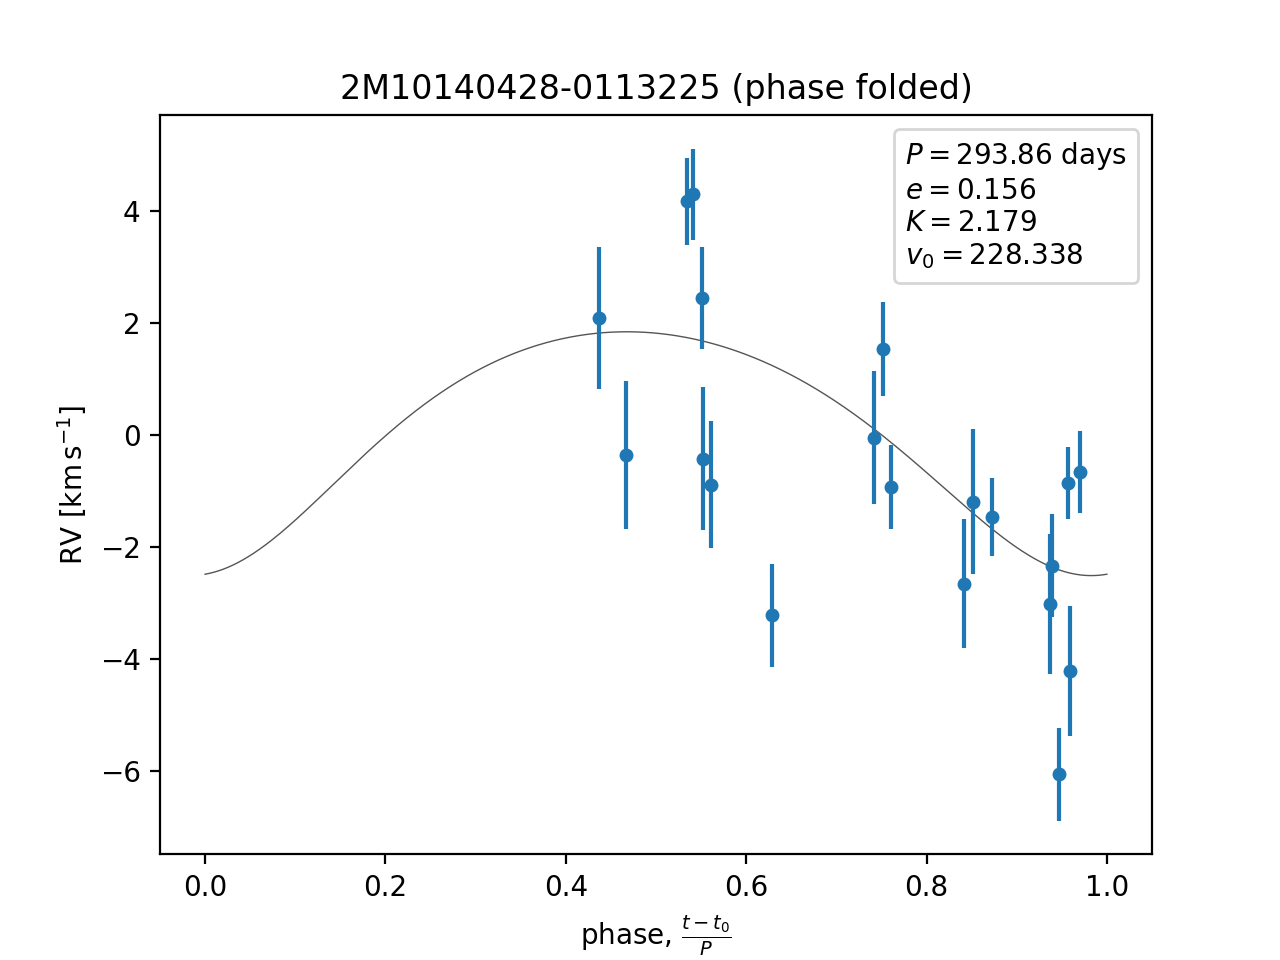 2M10140428-0113225 (phase folded)
P = 293.86 days
e = 0.156
K = 2.179
v₀ = 228.338
4
2
0
−2
−4
−6
RV [km s⁻¹]
0.0 0.2 0.4 0.6 0.8 1.0
phase, (t − t₀)/P